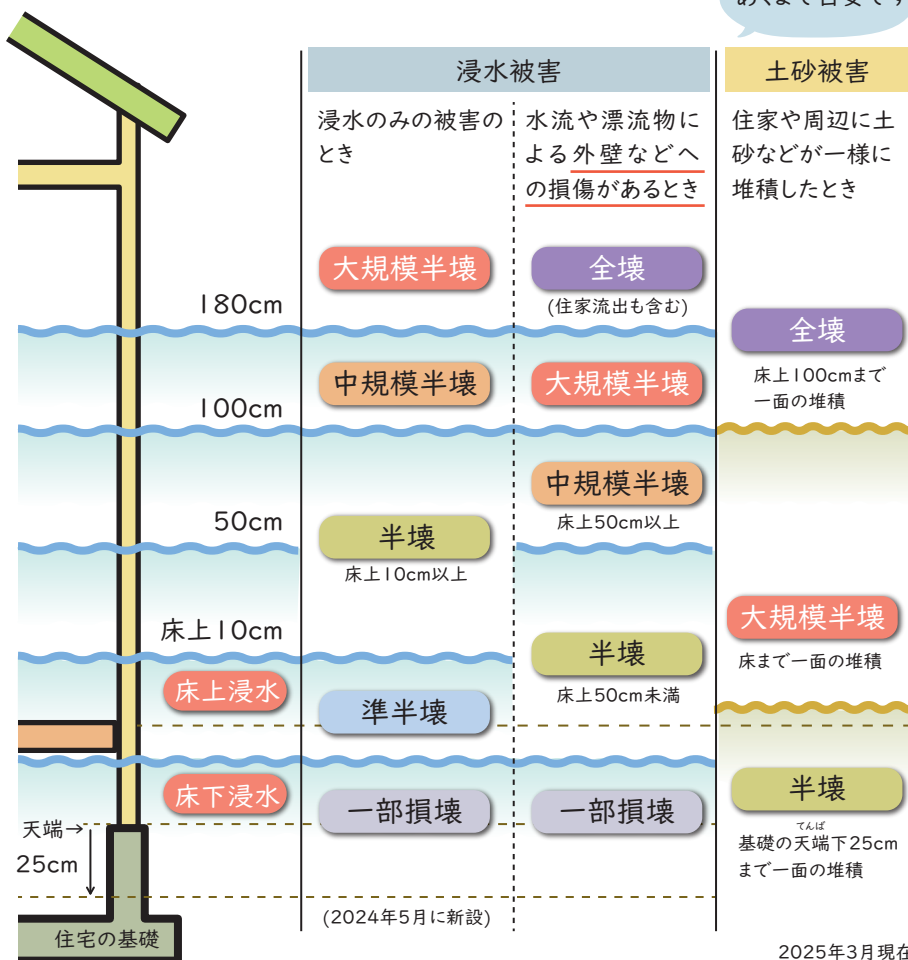 あくまで目安です
浸水被害
土砂被害
浸水のみの被害の
とき
水流や漂流物に
よる外壁などへ
の損傷があるとき
住家や周辺に土
砂などが一様に
堆積したとき
大規模半壊
全壊
(住家流出も含む)
180cm
全壊
床上100cmまで
一面の堆積
中規模半壊
大規模半壊
100cm
中規模半壊
床上50cm以上
50cm
半壊
床上10cm以上
大規模半壊
床まで一面の堆積
床上10cm
半壊
床上50cm未満
床上浸水
準半壊
床下浸水
一部損壊
一部損壊
半壊
てんば
基礎の天端下25cm
まで一面の堆積
天端→
25cm
(2024年5月に新設)
住宅の基礎
2025年3月現在